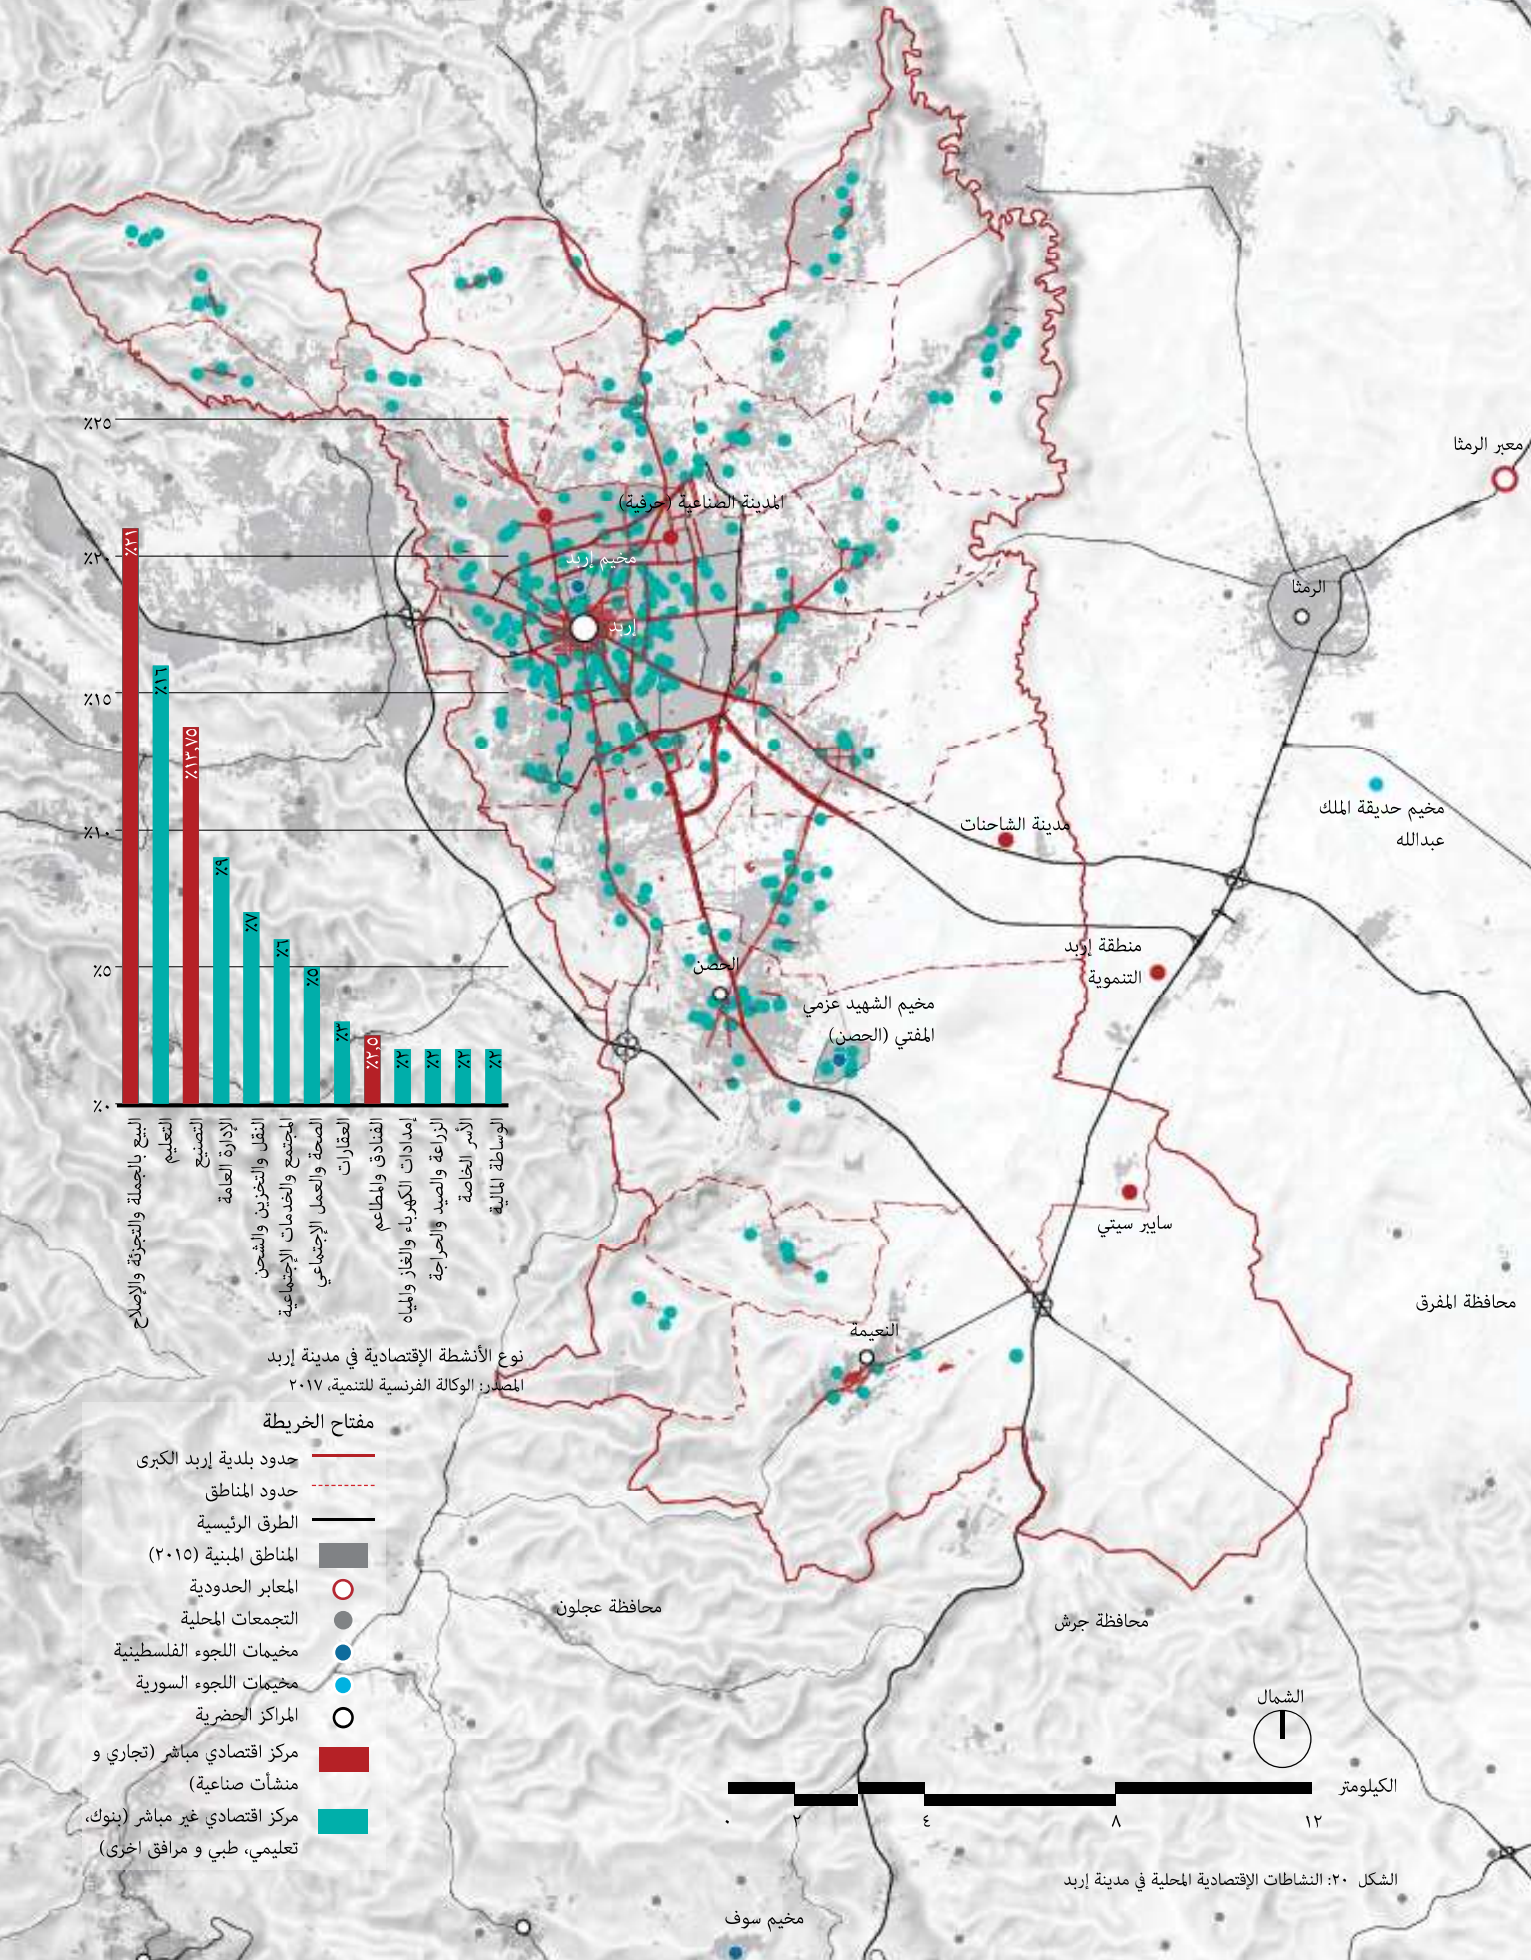 معبر الرمثا
المدينة الصناعية (حرفية)
مخيم إربد
إربد
الرمثا
مخيم حديقة الملك
عبدالله
مدينة الشاحنات
منطقة إربد
التنموية
الحصن
مخيم الشهيد عزمي
المفتي (الحصن)
سايبر سيتي
محافظة المفرق
النعيمة
محافظة عجلون
محافظة جرش
مخيم سوف
٪٢٥
٪٢٠
٪١٥
٪١٠
٪٥
٪٠
٪٢١
٪١٦
٪١٣,٧٥
٪٩
٪٧
٪٦
٪٥
٪٣
٪٢,٥
٪٢
٪٢
٪٢
٪٢
البيع بالجملة والتجزئة والإصلاح
التعليم
التصنيع
الإدارة العامة
النقل والتخزين والشحن
المجتمع والخدمات الإجتماعية
الصحة والعمل الإجتماعي
العقارات
الفنادق والمطاعم
إمدادات الكهرباء والغاز والمياه
الزراعة والصيد والحراجة
الأسر الخاصة
الوساطة المالية
نوع الأنشطة الإقتصادية في مدينة إربد
المصدر: الوكالة الفرنسية للتنمية، ٢٠١٧
مفتاح الخريطة
حدود بلدية إربد الكبرى
حدود المناطق
الطرق الرئيسية
المناطق المبنية (٢٠١٥)
المعابر الحدودية
التجمعات المحلية
مخيمات اللجوء الفلسطينية
مخيمات اللجوء السورية
المراكز الحضرية
مركز اقتصادي مباشر (تجاري و
منشأت صناعية)
مركز اقتصادي غير مباشر (بنوك،
تعليمي، طبي و مرافق اخرى)
الشمال
الكيلومتر
٠ ٢ ٤ ٨ ١٢
الشكل ٢٠: النشاطات الإقتصادية المحلية في مدينة إربد